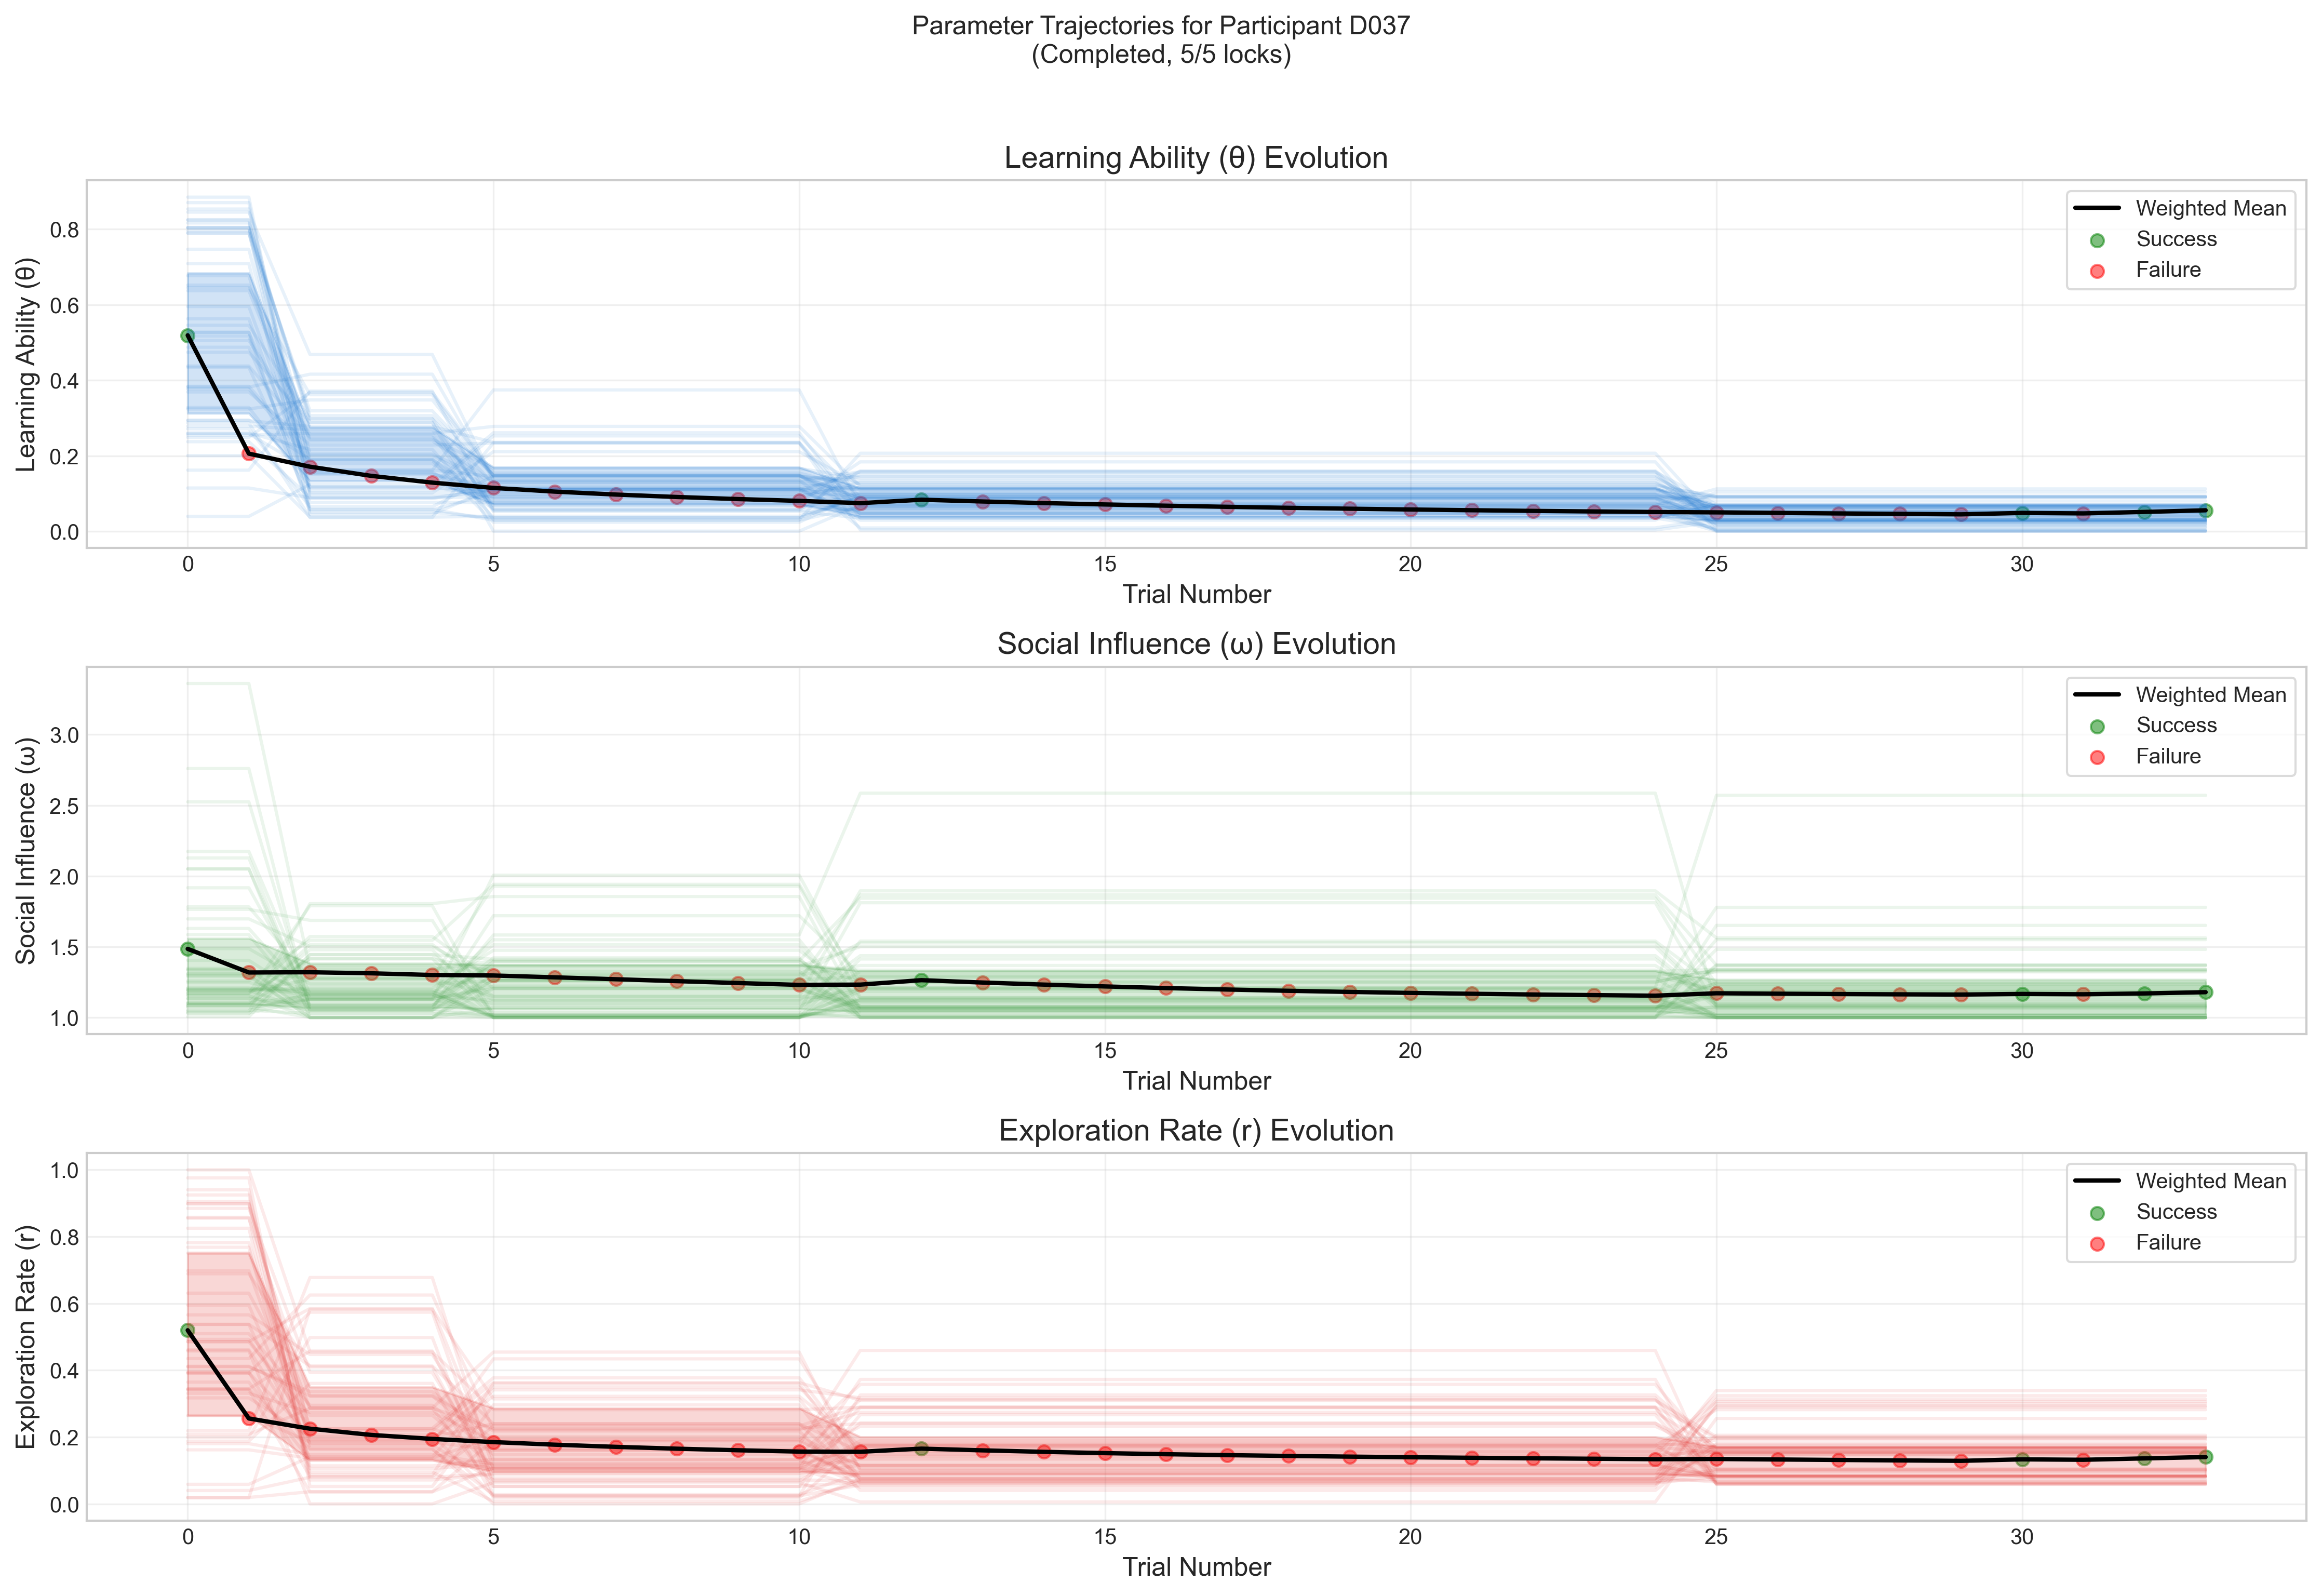 Parameter Trajectories for Participant D037
(Completed, 5/5 locks)
Learning Ability (θ) Evolution
Learning Ability (θ)
0.8
0.6
0.4
0.2
0.0
Weighted Mean
Success
Failure
0 5 10 15 20 25 30
Trial Number
Social Influence (ω) Evolution
Social Influence (ω)
3.0
2.5
2.0
1.5
1.0
Weighted Mean
Success
Failure
0 5 10 15 20 25 30
Trial Number
Exploration Rate (r) Evolution
Exploration Rate (r)
1.0
0.8
0.6
0.4
0.2
0.0
Weighted Mean
Success
Failure
0 5 10 15 20 25 30
Trial Number